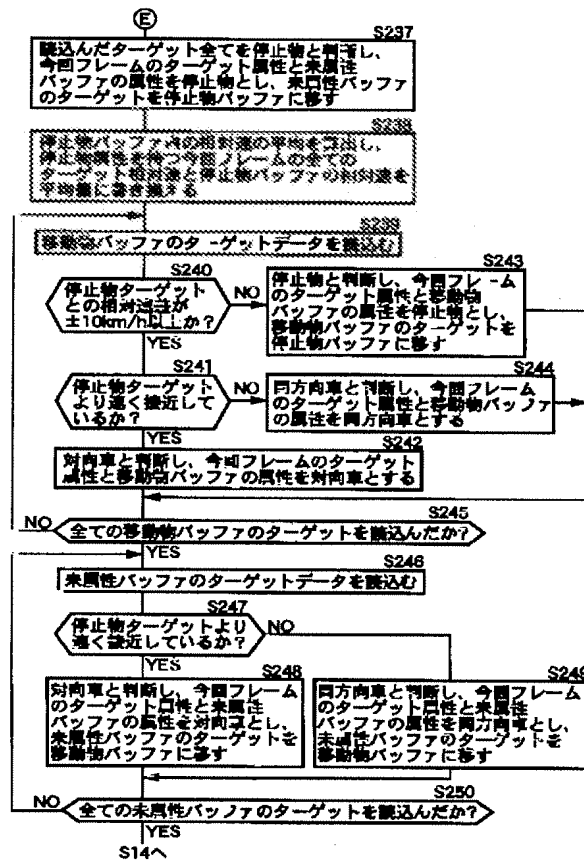 E
S237
読込んだターゲット全てを停止物と判断し、
今回フレームのターゲット属性と未属性
バッファの属性を停止物とし、未属性バッファ
のターゲットを停止物バッファに移す
S238
停止物バッファ内の相対速の平均を算出し、
停止物属性を持つ今回フレームの全ての
ターゲット相対速と停止物バッファの相対速を
平均値に書き換える
S239
移動物バッファのターゲットデータを読込む
S240
停止物ターゲット
との相対速差が
±10km/h以上か?
NO
YES
S243
停止物と判断し、今回フレーム
のターゲット属性と移動物
バッファの属性を停止物とし、
移動物バッファのターゲットを
停止物バッファに移す
S241
停止物ターゲット
より速く接近して
いるか?
NO
YES
S244
同方向車と判断し、今回フレーム
のターゲット属性と移動物バッファ
の属性を同方向車とする
S242
対向車と判断し、今回フレームのターゲット
属性と移動物バッファの属性を対向車とする
S245
NO
全ての移動物バッファのターゲットを読込んだか?
YES
S246
未属性バッファのターゲットデータを読込む
S247
停止物ターゲットより
速く接近しているか?
NO
YES
S248
対向車と判断し、今回フレーム
のターゲット属性と未属性
バッファの属性を対向車とし、
未属性バッファのターゲットを
移動物バッファに移す
S249
同方向車と判断し、今回フレーム
のターゲット属性と未属性
バッファの属性を同方向車とし、
未属性バッファのターゲットを
移動物バッファに移す
S250
NO
全ての未属性バッファのターゲットを読込んだか?
YES
S14へ